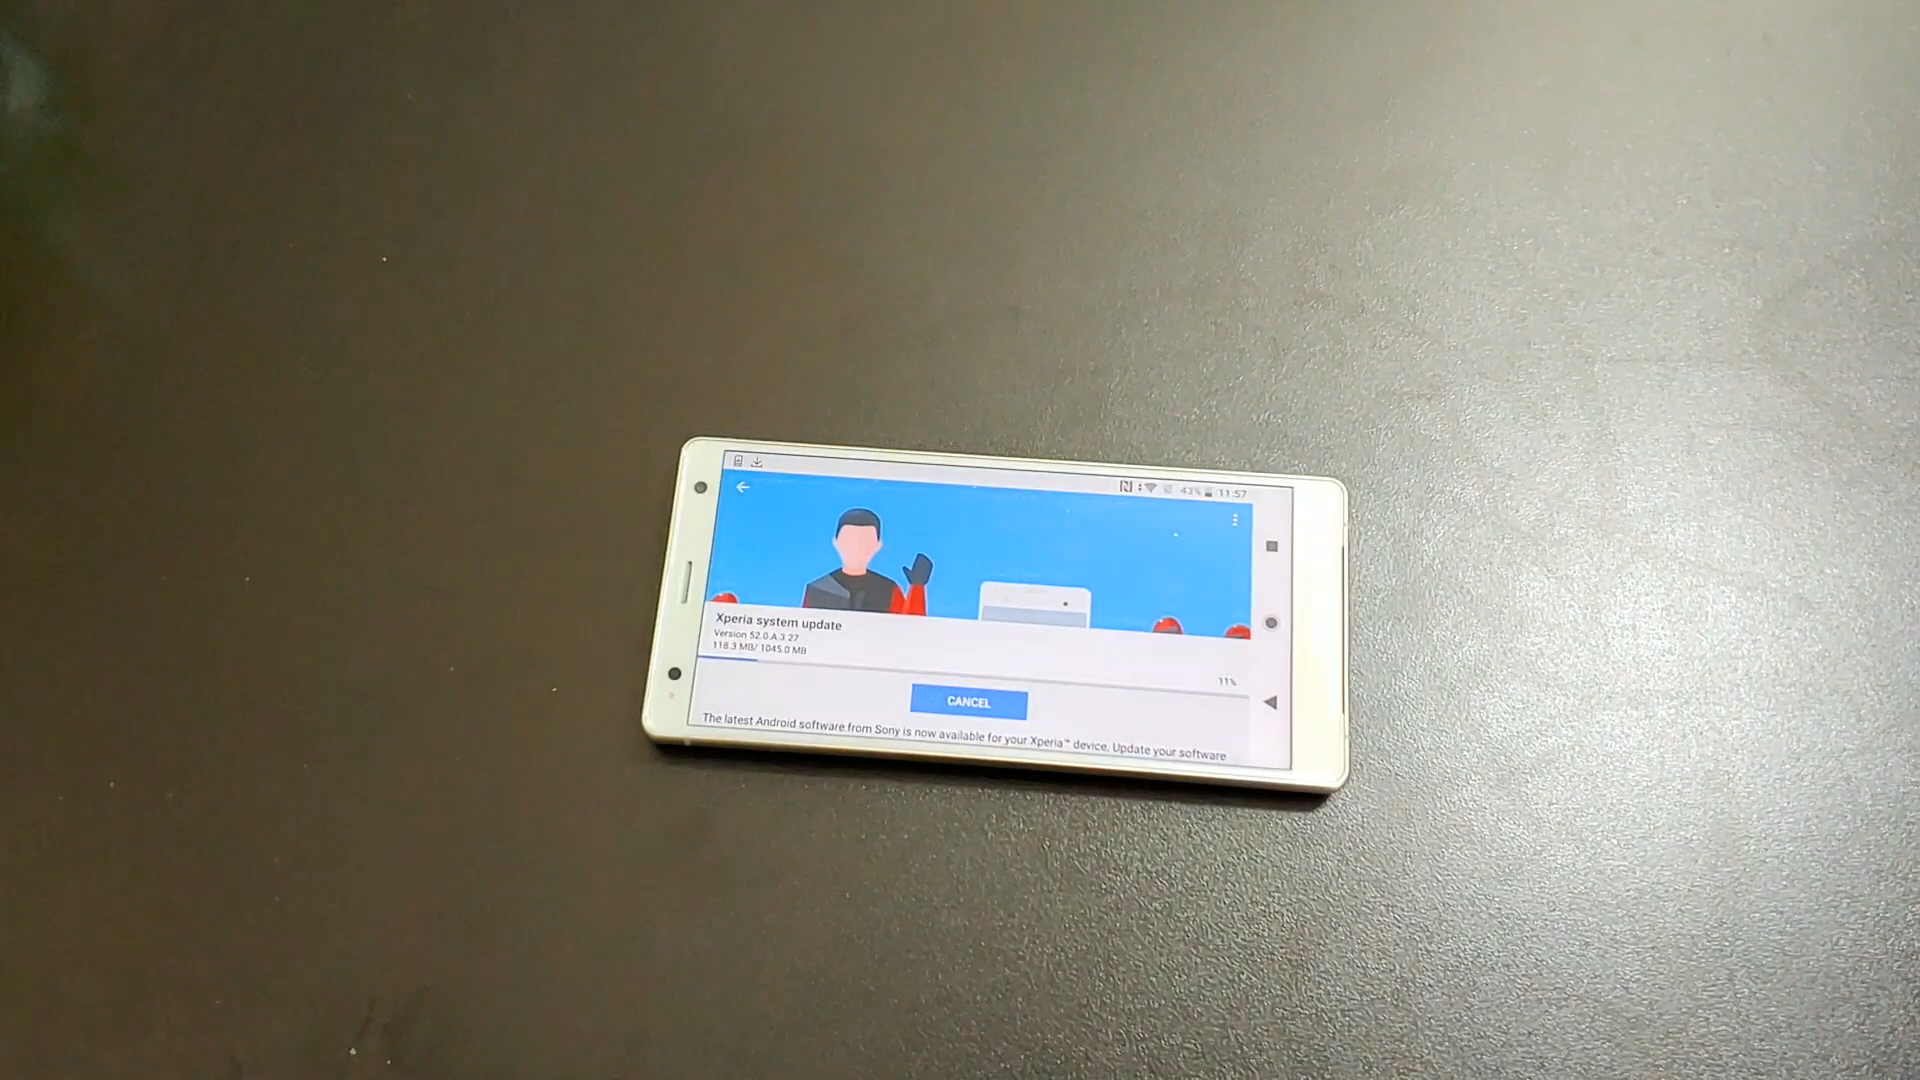 43% 11:57
Xperia system update
Version 52.0.A.3.27
118.3 MB/ 1045.0 MB
11%
CANCEL
The latest Android software from Sony is now available for your Xperia™ device. Update your software